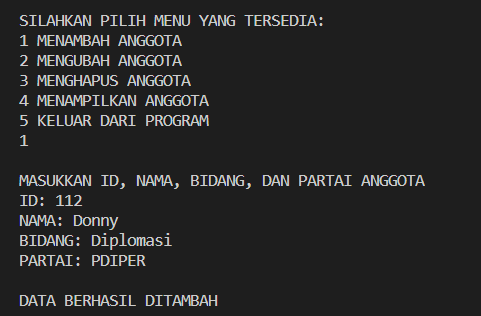 SILAHKAN PILIH MENU YANG TERSEDIA:
1 MENAMBAH ANGGOTA
2 MENGUBAH ANGGOTA
3 MENGHAPUS ANGGOTA
4 MENAMPILKAN ANGGOTA
5 KELUAR DARI PROGRAM
1
MASUKKAN ID, NAMA, BIDANG, DAN PARTAI ANGGOTA
ID: 112
NAMA: Donny
BIDANG: Diplomasi
PARTAI: PDIPER
DATA BERHASIL DITAMBAH